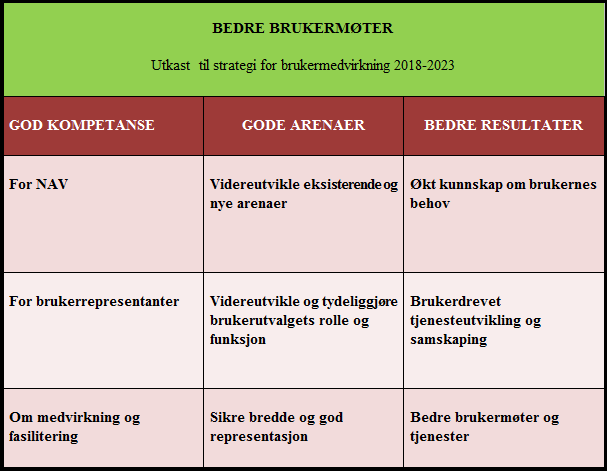 BEDRE BRUKERMØTER
Utkast til strategi for brukermedvirkning 2018-2023
GOD KOMPETANSE
GODE ARENAER
BEDRE RESULTATER
For NAV
Videreutvikle eksisterende og
nye arenaer
Økt kunnskap om brukernes
behov
For brukerrepresentanter
Videreutvikle og tydeliggjøre
brukerutvalgets rolle og
funksjon
Brukerdrevet
tjenesteutvikling og
samskaping
Om medvirkning og
fasilitering
Sikre bredde og god
representasjon
Bedre brukermøter og
tjenester